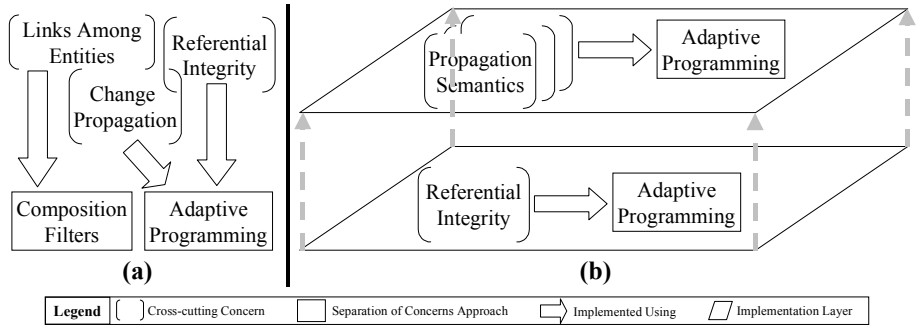 Links Among
Entities
Referential
Integrity
Change
Propagation
Composition
Filters
Adaptive
Programming
(a)
Propagation
Semantics
Adaptive
Programming
Referential
Integrity
Adaptive
Programming
(b)
Legend
Cross-cutting Concern
Separation of Concerns Approach
Implemented Using
Implementation Layer